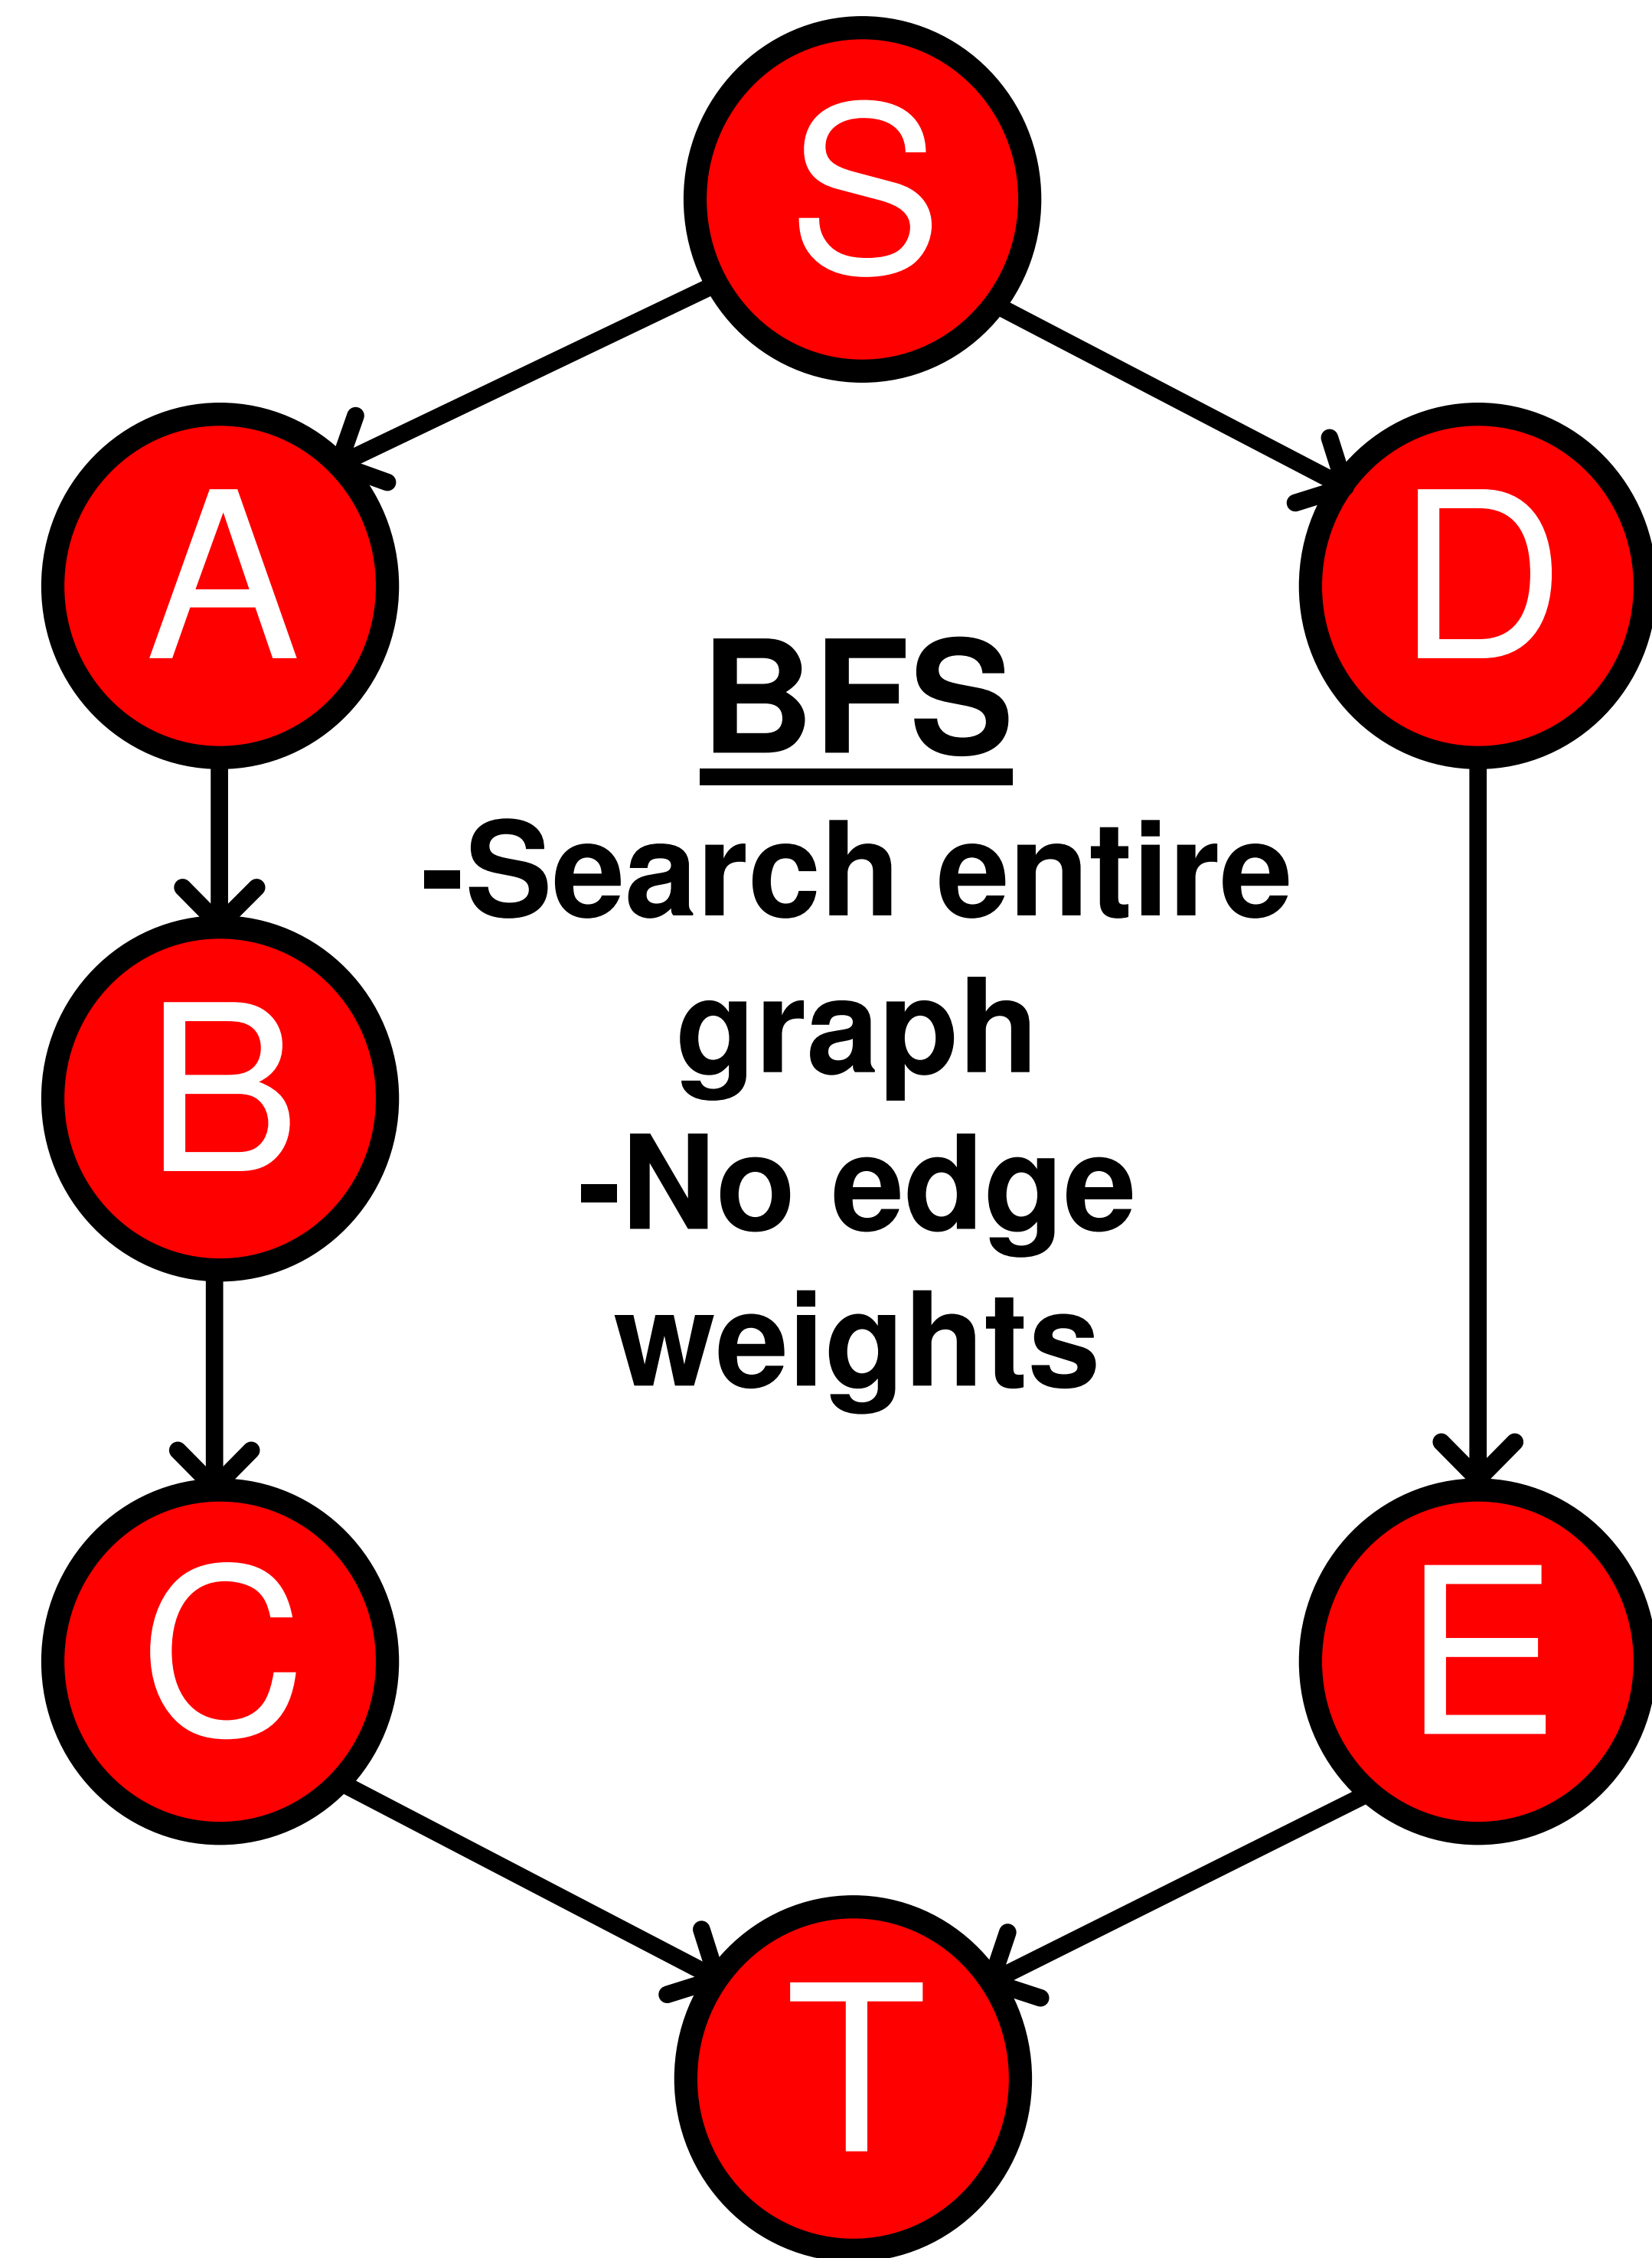 S
A
D
BFS
-Search entire
graph
B
-No edge
weights
C
E
T